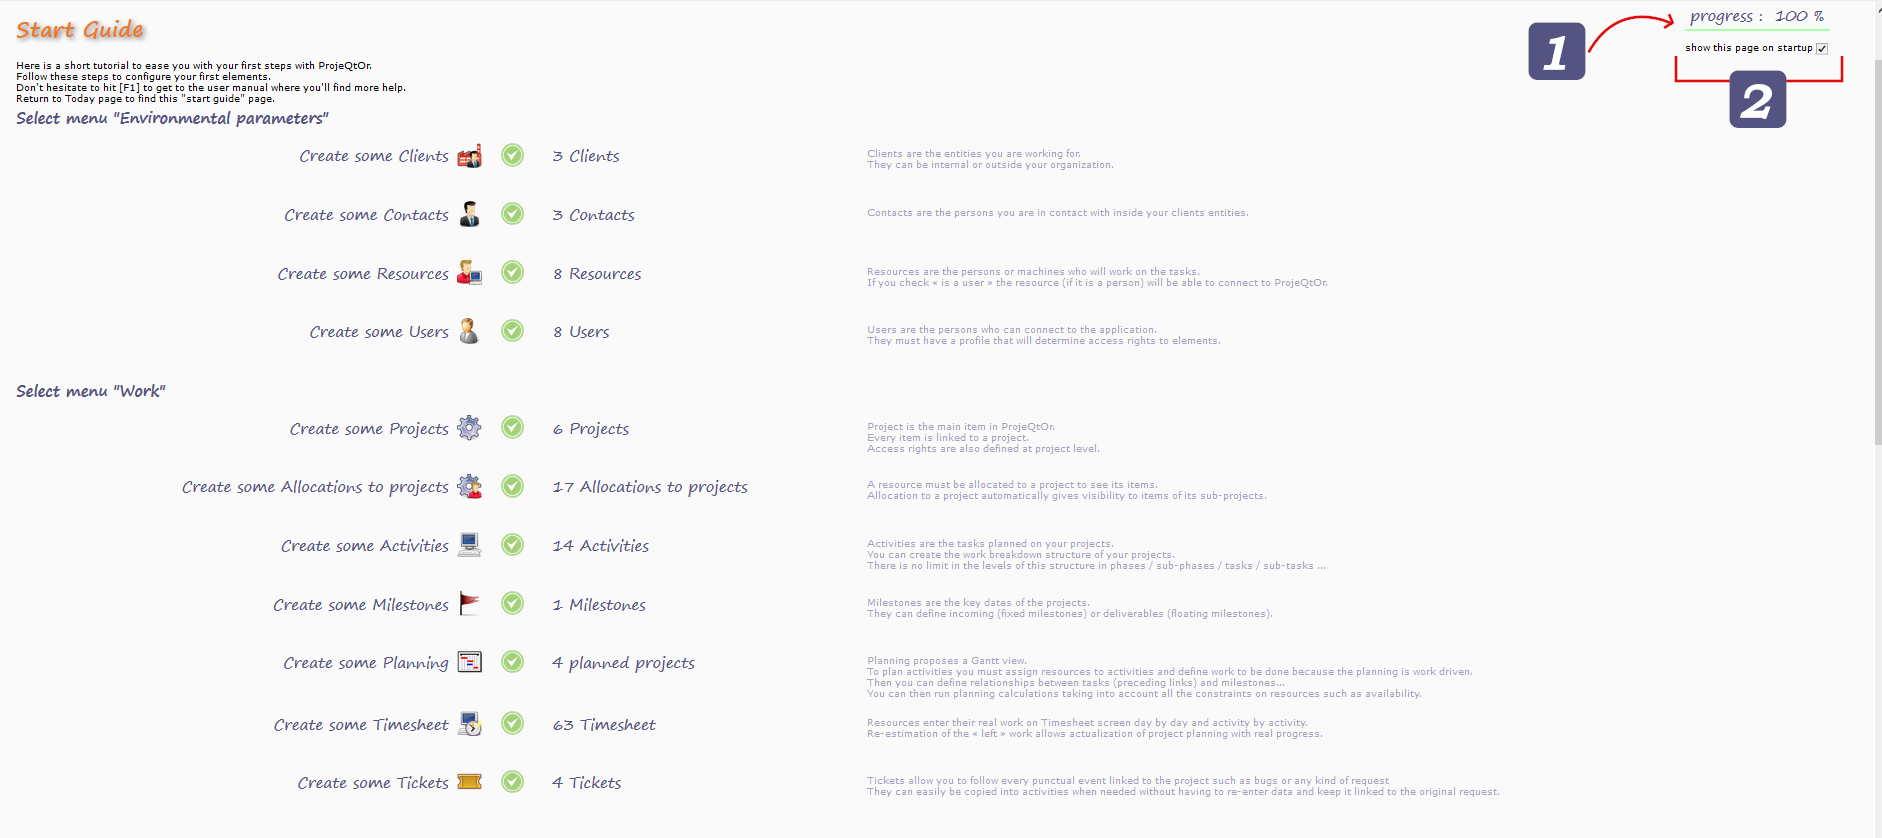 Start Guide
progress : 100 %
1
show this page on startup
2
Here is a short tutorial to ease you with your first steps with ProjeQtOr.
Follow these steps to configure your first elements.
Don't hesitate to hit [F1] to get to the user manual where you'll find more help.
Return to Today page to find this "start guide" page.
Select menu "Environmental parameters"
Create some Clients
3 Clients
Clients are the entities you are working for.
They can be internal or outside your organization.
Create some Contacts
3 Contacts
Contacts are the persons you are in contact with inside your clients entities.
Create some Resources
8 Resources
Resources are the persons or machines who will work on the tasks.
If you check « is a user » the resource (if it is a person) will be able to connect to ProjeQtOr.
Create some Users
8 Users
Users are the persons who can connect to the application.
They must have a profile that will determine access rights to elements.
Select menu "Work"
Create some Projects
6 Projects
Project is the main item in ProjeQtOr.
Every item is linked to a project.
Access rights are also defined at project level.
Create some Allocations to projects
17 Allocations to projects
A resource must be allocated to a project to see its items.
Allocation to a project automatically gives visibility to items of its sub-projects.
Create some Activities
14 Activities
Activities are the tasks planned on your projects.
You can create the work breakdown structure of your projects.
There is no limit in the levels of this structure in phases / sub-phases / tasks / sub-tasks ...
Create some Milestones
1 Milestones
Milestones are the key dates of the projects.
They can define incoming (fixed milestones) or deliverables (floating milestones).
Create some Planning
4 planned projects
Planning proposes a Gantt view.
To plan activities you must assign resources to activities and define work to be done because the planning is work driven.
Then you can define relationships between tasks (preceding links) and milestones...
You can then run planning calculations taking into account all the constraints on resources such as availability.
Create some Timesheet
63 Timesheet
Resources enter their real work on Timesheet screen day by day and activity by activity.
Re-estimation of the « left » work allows actualization of project planning with real progress.
Create some Tickets
4 Tickets
Tickets allow you to follow every punctual event linked to the project such as bugs or any kind of request
They can easily be copied into activities when needed without having to re-enter data and keep it linked to the original request.